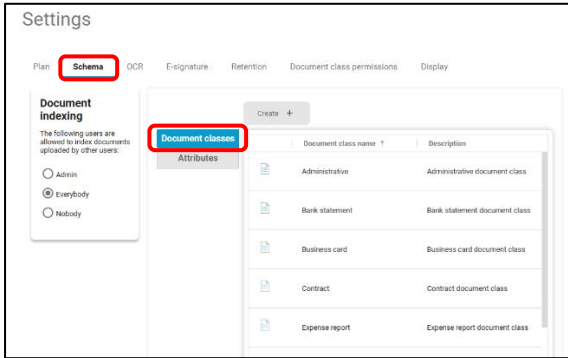 Settings
Plan Schema OCR E-signature Retention Document class permissions Display
Document
indexing
The following users are
allowed to index documents
uploaded by other users:
Admin
Everybody
Nobody
Create +
Document classes
Attributes
Document class name ↑ Description
Administrative Administrative document class
Bank statement Bank statement document class
Business card Business card document class
Contract Contract document class
Expense report Expense report document class